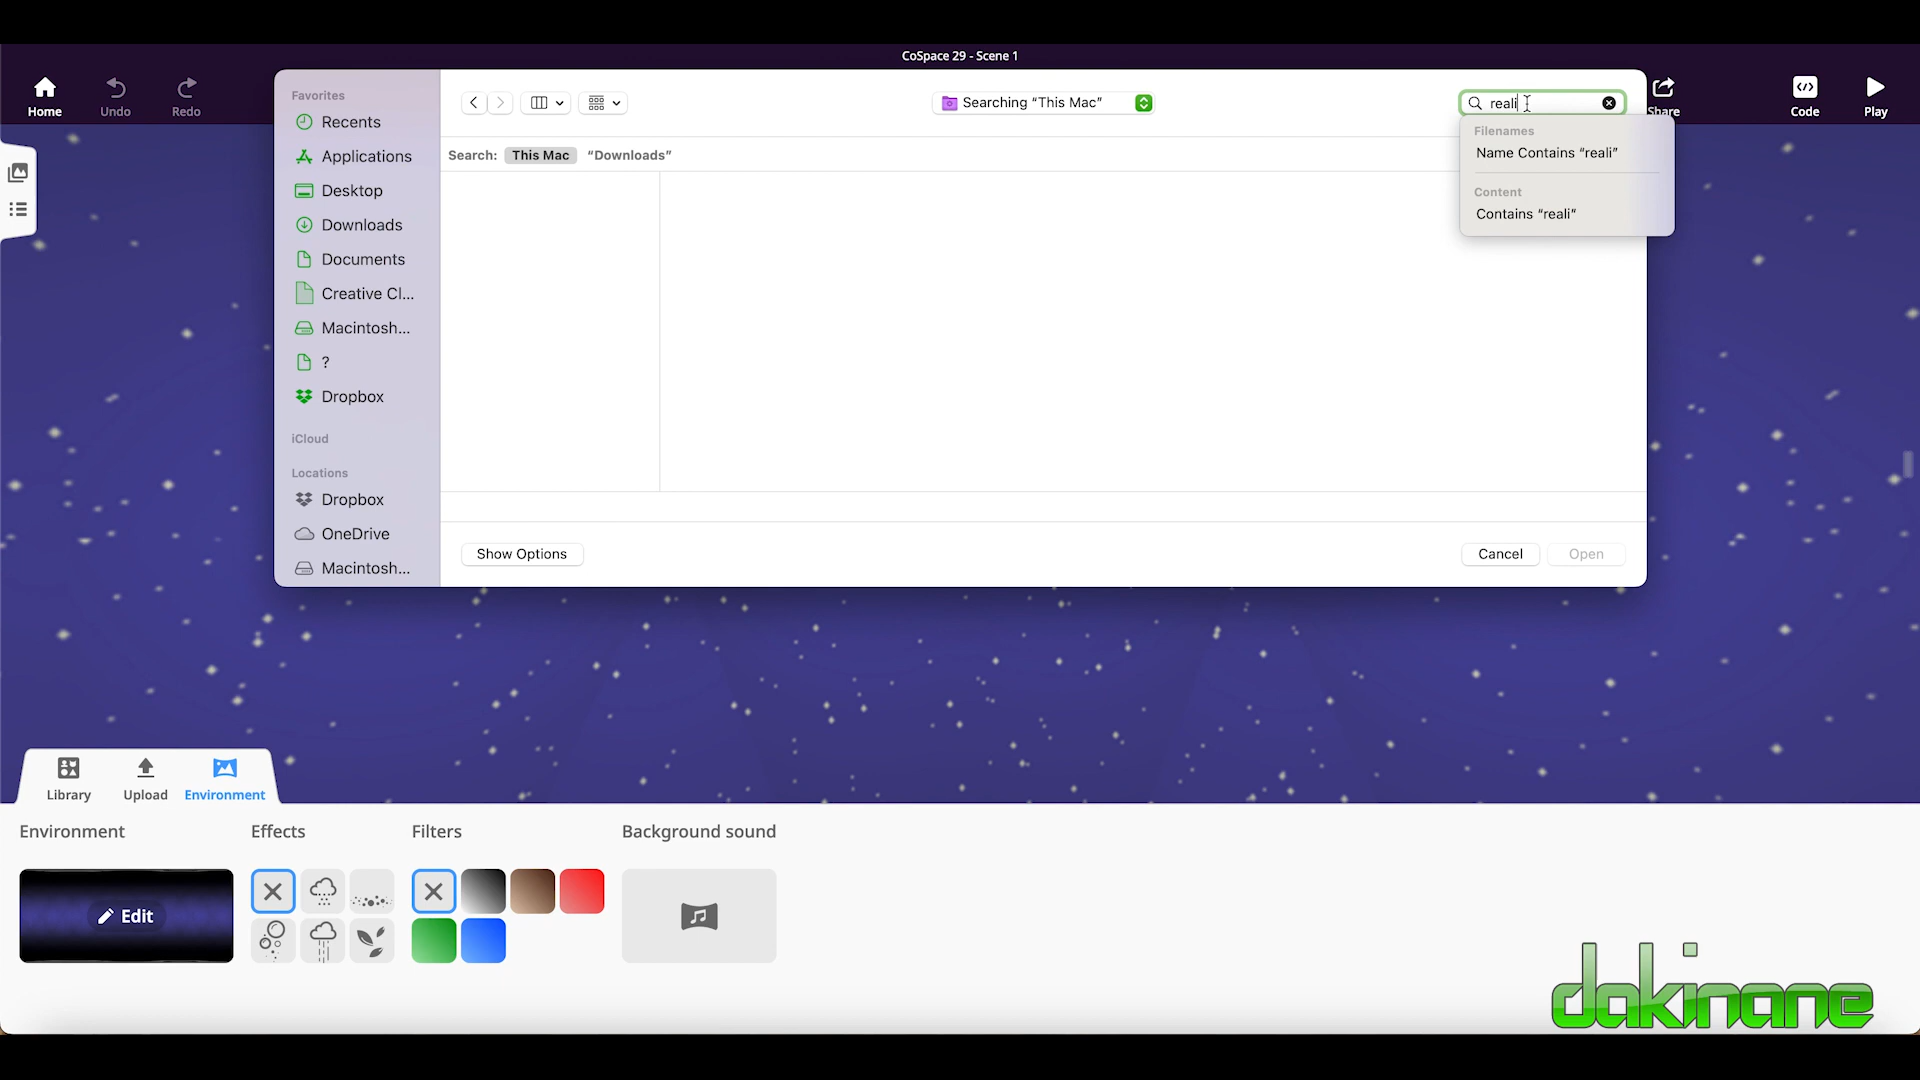 CoSpace 29 - Scene 1
Home
Undo
Redo
Share
Code
Play
Favorites
Recents
Applications
Desktop
Downloads
Documents
Creative Cl...
Macintosh...
?
Dropbox
iCloud
Locations
Dropbox
OneDrive
Macintosh...
Searching “This Mac”
reali
Search: This Mac “Downloads”
Filenames
Name Contains “reali”
Content
Contains “reali”
Show Options
Cancel
Open
Library
Upload
Environment
Environment
Effects
Filters
Background sound
Edit
dakinane